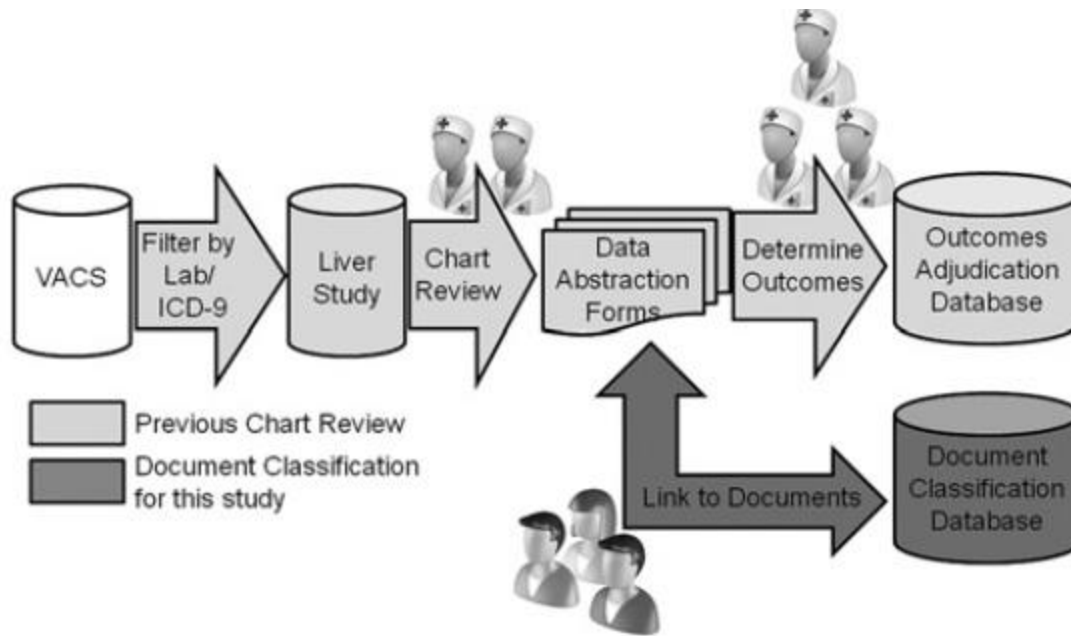 VACS
Filter by
Lab/
ICD-9
Liver
Study
Chart
Review
Data
Abstraction
Forms
Determine
Outcomes
Outcomes
Adjudication
Database
Previous Chart Review
Document Classification
for this study
Link to Documents
Document
Classification
Database